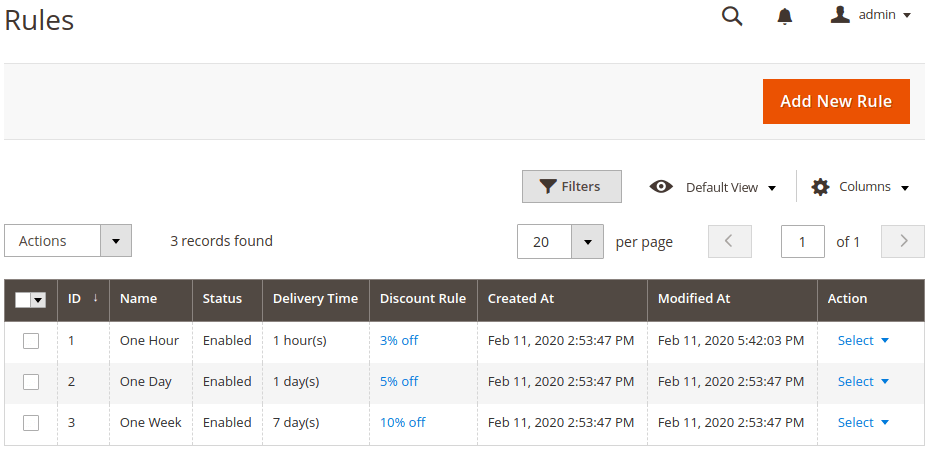 Rules
admin
Add New Rule
Filters
Default View
Columns
Actions
3 records found
20
per page
1
of 1
ID ↓ Name Status Delivery Time Discount Rule Created At Modified At Action
1 One Hour Enabled 1 hour(s) 3% off Feb 11, 2020 2:53:47 PM Feb 11, 2020 5:42:03 PM Select
2 One Day Enabled 1 day(s) 5% off Feb 11, 2020 2:53:47 PM Feb 11, 2020 2:53:47 PM Select
3 One Week Enabled 7 day(s) 10% off Feb 11, 2020 2:53:47 PM Feb 11, 2020 2:53:47 PM Select